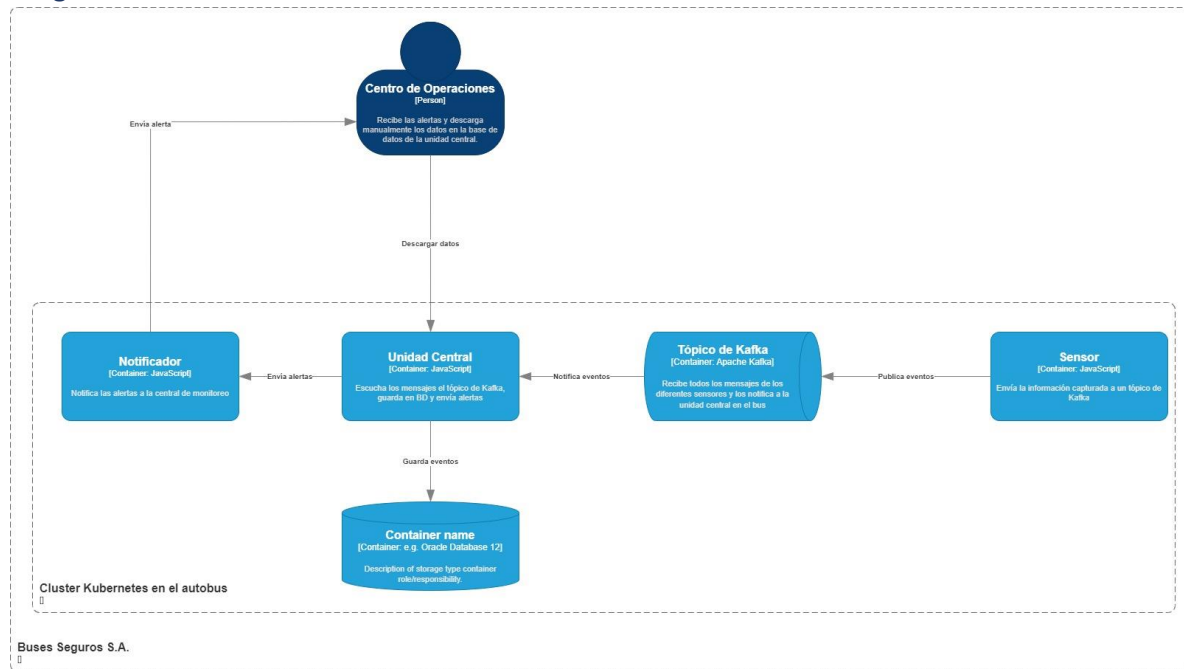 Centro de Operaciones
[Person]
Recibe las alertas y descarga
manualmente los datos en la base de
datos de la unidad central.
Envía alerta
Descargar datos
Notificador
[Container: JavaScript]
Notifica las alertas a la central de monitoreo
Envía alertas
Unidad Central
[Container: JavaScript]
Escucha los mensajes el tópico de Kafka,
guarda en BD y envía alertas
Notifica eventos
Tópico de Kafka
[Container: Apache Kafka]
Recibe todos los mensajes de los
diferentes sensores y los notifica a la
unidad central en el bus
Publica eventos
Sensor
[Container: JavaScript]
Envía la información capturada a un tópico de
Kafka
Guarda eventos
Container name
[Container: e.g. Oracle Database 12]
Description of storage type container
role/responsibility.
Cluster Kubernetes en el autobus
Buses Seguros S.A.